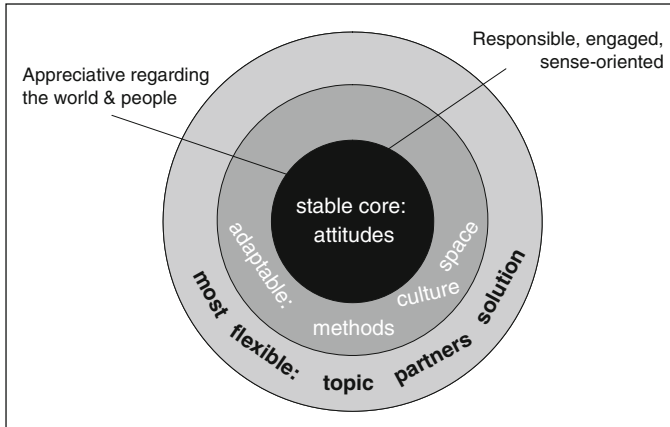 Responsible, engaged,
sense-oriented
Appreciative regarding
the world & people
stable core:
attitudes
adaptable: methods culture space
most flexible: topic partners solution